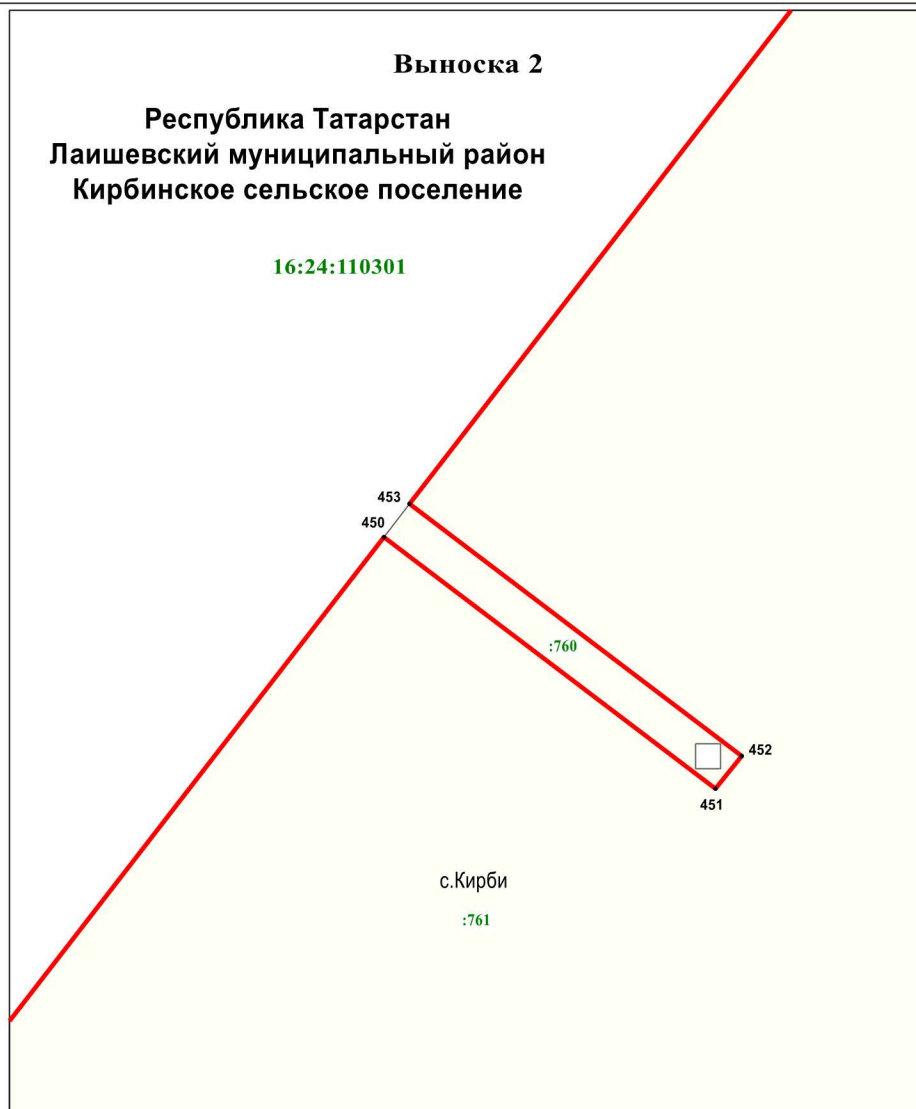 Выноска 2
Республика Татарстан
Лаишевский муниципальный район
Кирбинское сельское поселение
16:24:110301
453
450
:760
452
451
с.Кирби
:761